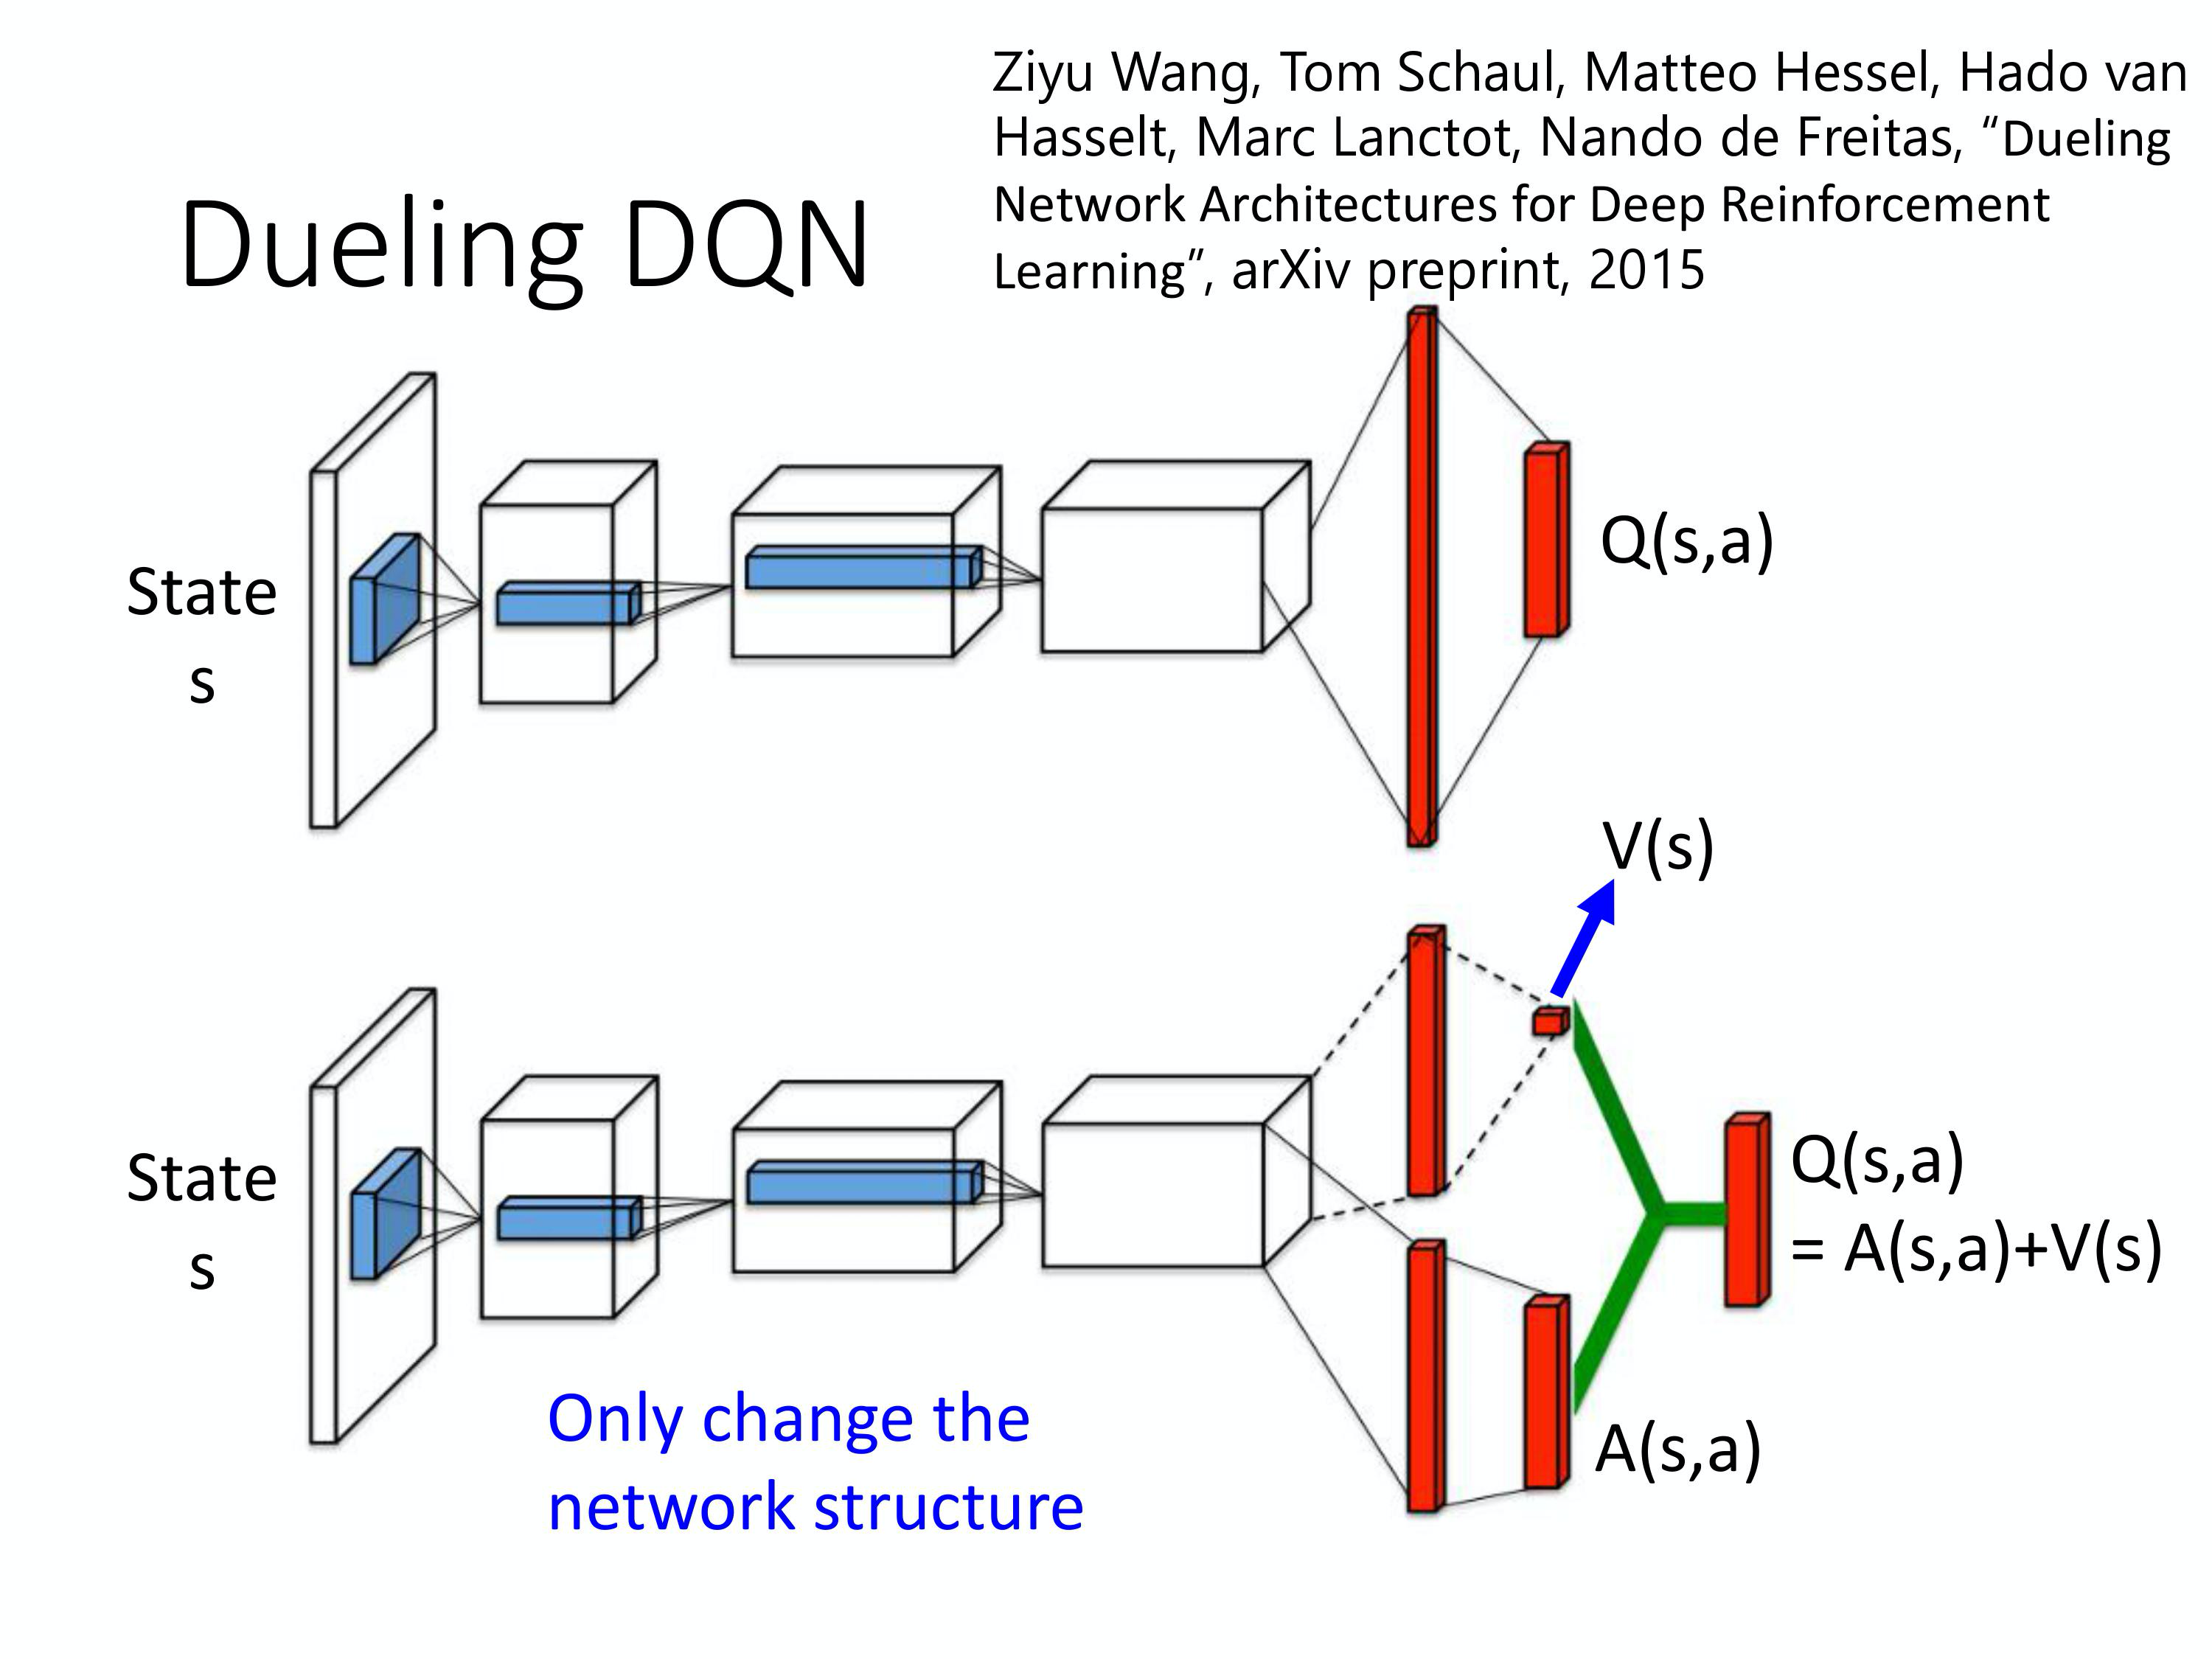 Ziyu Wang, Tom Schaul, Matteo Hessel, Hado van
Hasselt, Marc Lanctot, Nando de Freitas, “Dueling
Network Architectures for Deep Reinforcement
Learning”, arXiv preprint, 2015
Dueling DQN
State
s
Q(s,a)
V(s)
State
s
Q(s,a)
= A(s,a)+V(s)
A(s,a)
Only change the
network structure